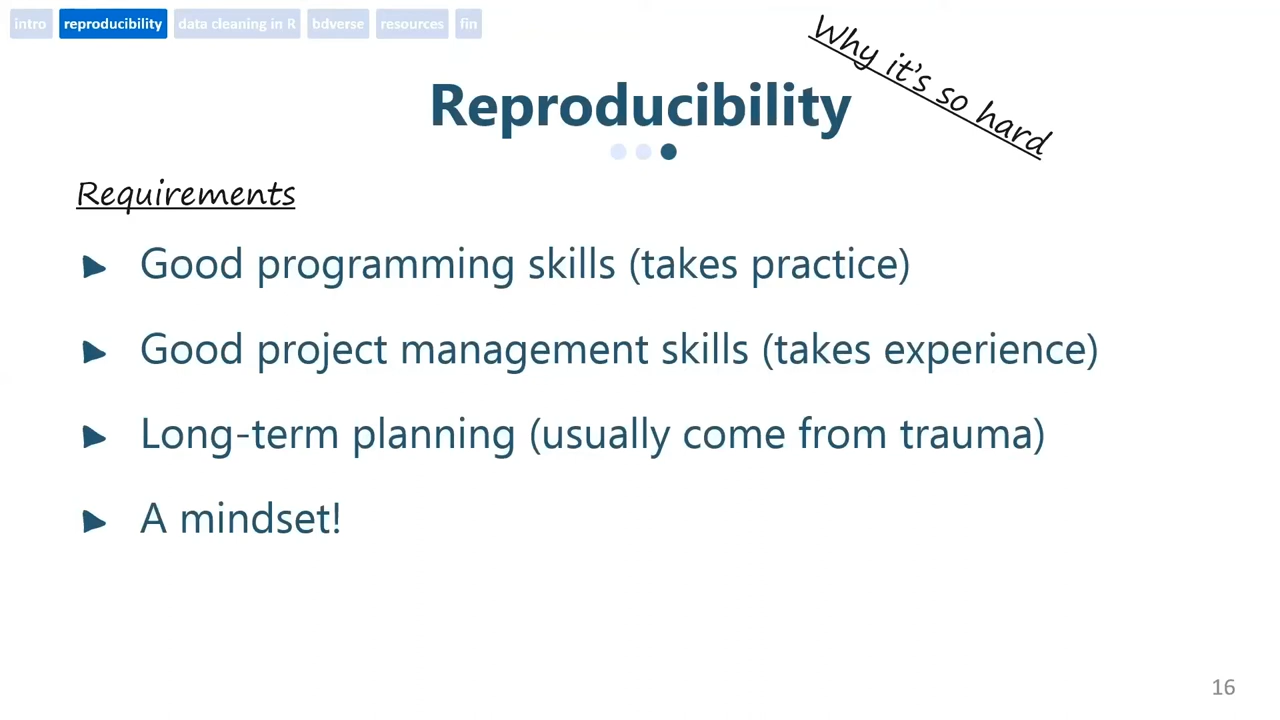 intro reproducibility data cleaning in R bdverse resources fin
Why it's so hard
Reproducibility
Requirements
Good programming skills (takes practice)
Good project management skills (takes experience)
Long-term planning (usually come from trauma)
A mindset!
16